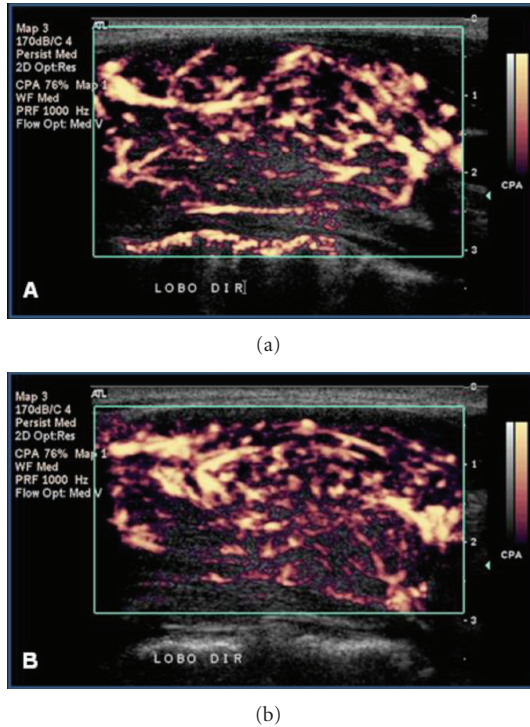 Map 3
170dB/C 4
Persist Med
2D Opt:Res
CPA 76% Map 1
WF Med
PRF 1000 Hz
Flow Opt: Med V
ATL
0
1
2
3
CPA
A
LOBO DIR
(a)
Map 3
170dB/C 4
Persist Med
2D Opt:Res
CPA 76% Map 1
WF Med
PRF 1000 Hz
Flow Opt: Med V
ATL
0
1
2
3
CPA
B
LOBO DIR
(b)